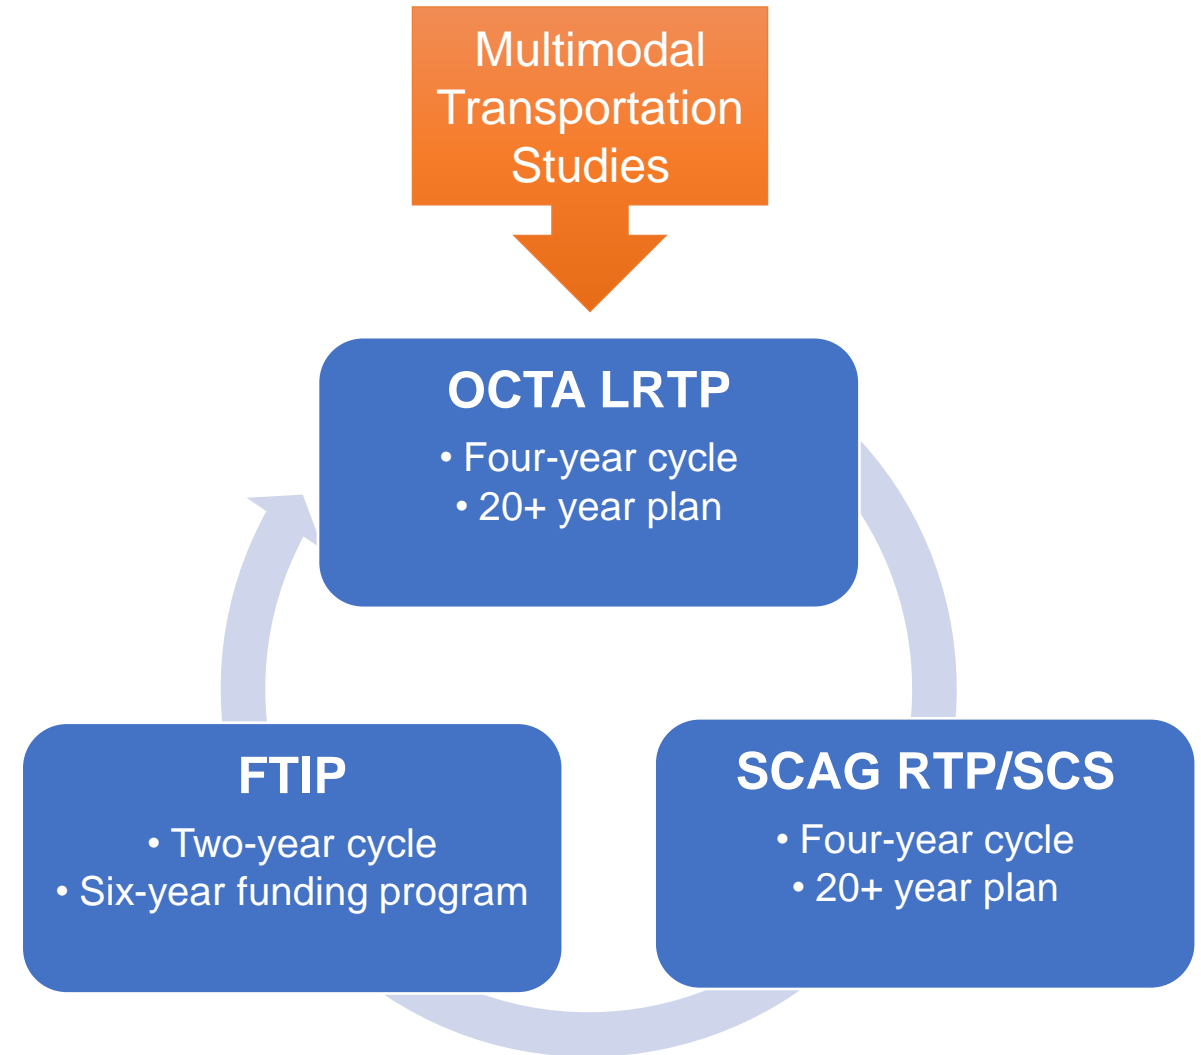 Multimodal
Transportation
Studies
OCTA LRTP
• Four-year cycle
• 20+ year plan
FTIP
• Two-year cycle
• Six-year funding program
SCAG RTP/SCS
• Four-year cycle
• 20+ year plan